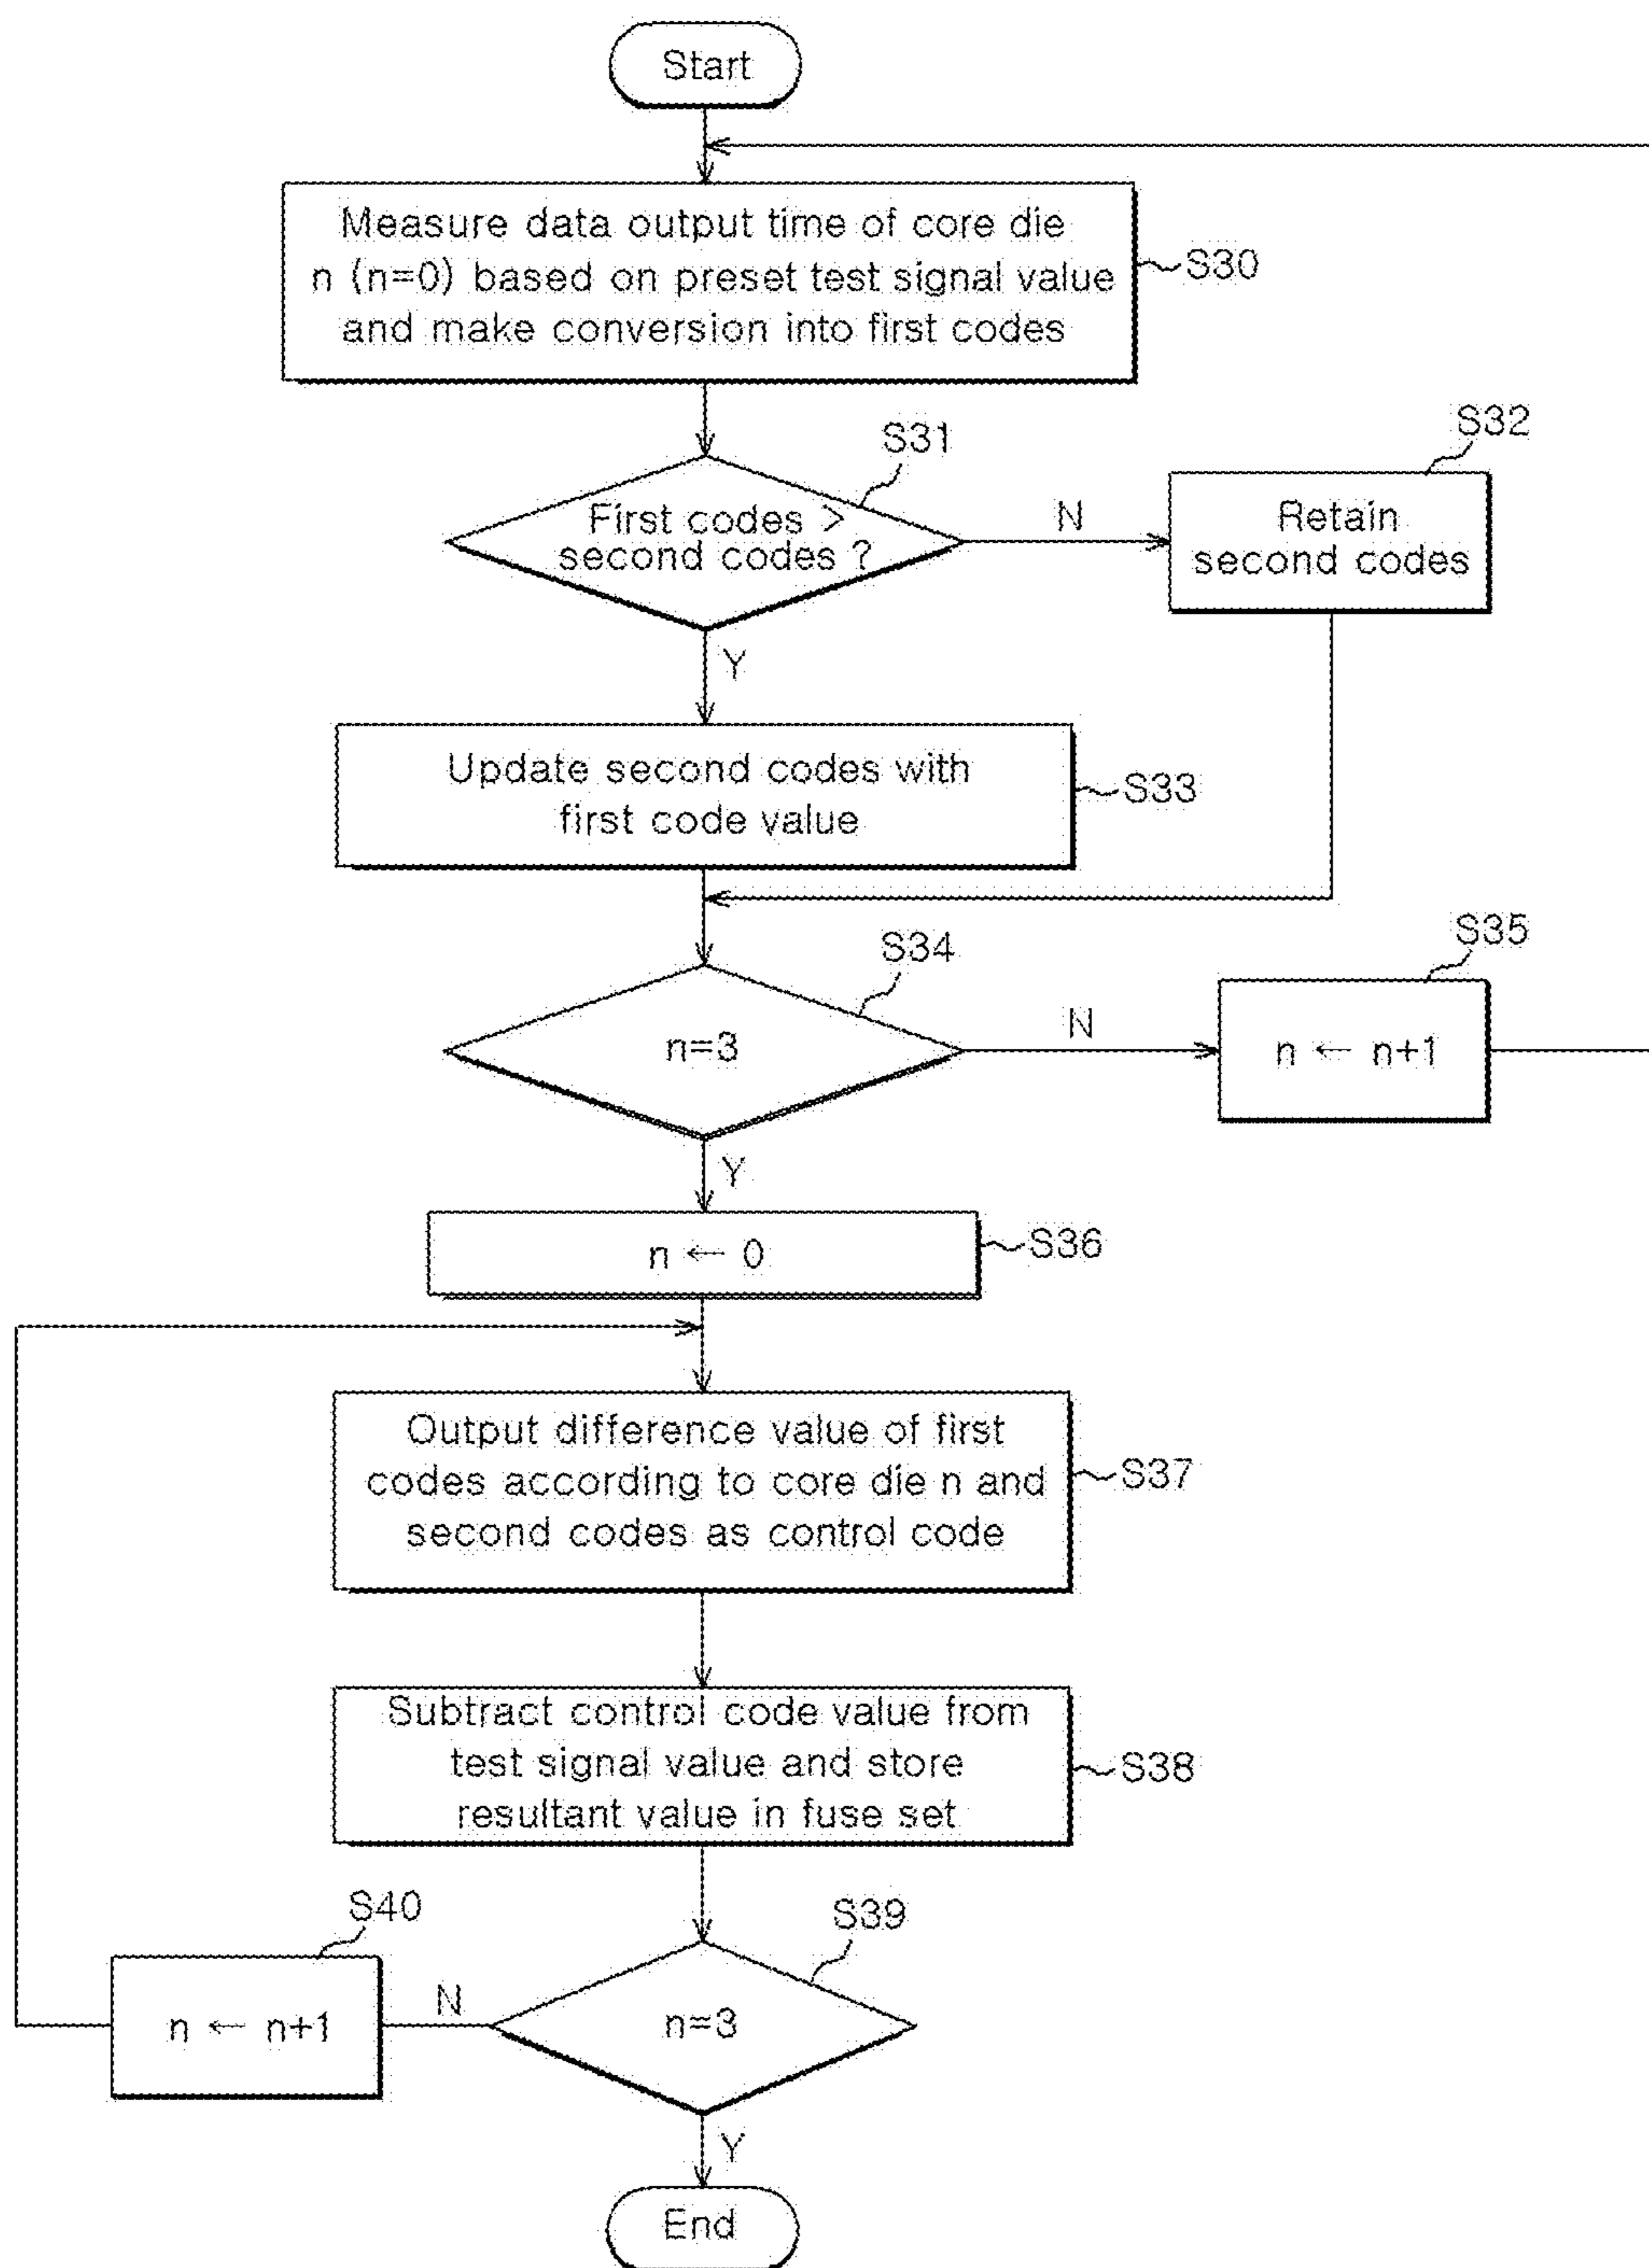 Start
Measure data output time of core die
n (n=0) based on preset test signal value
and make conversion into first codes
S30
S31
First codes >
second codes ?
N
S32
Retain
second codes
Y
Update second codes with
first code value
S33
S34
n=3
N
S35
n ← n+1
Y
n ← 0
S36
Output difference value of first
codes according to core die n and
second codes as control code
S37
Subtract control code value from
test signal value and store
resultant value in fuse set
S38
S39
n=3
N
S40
n ← n+1
Y
End